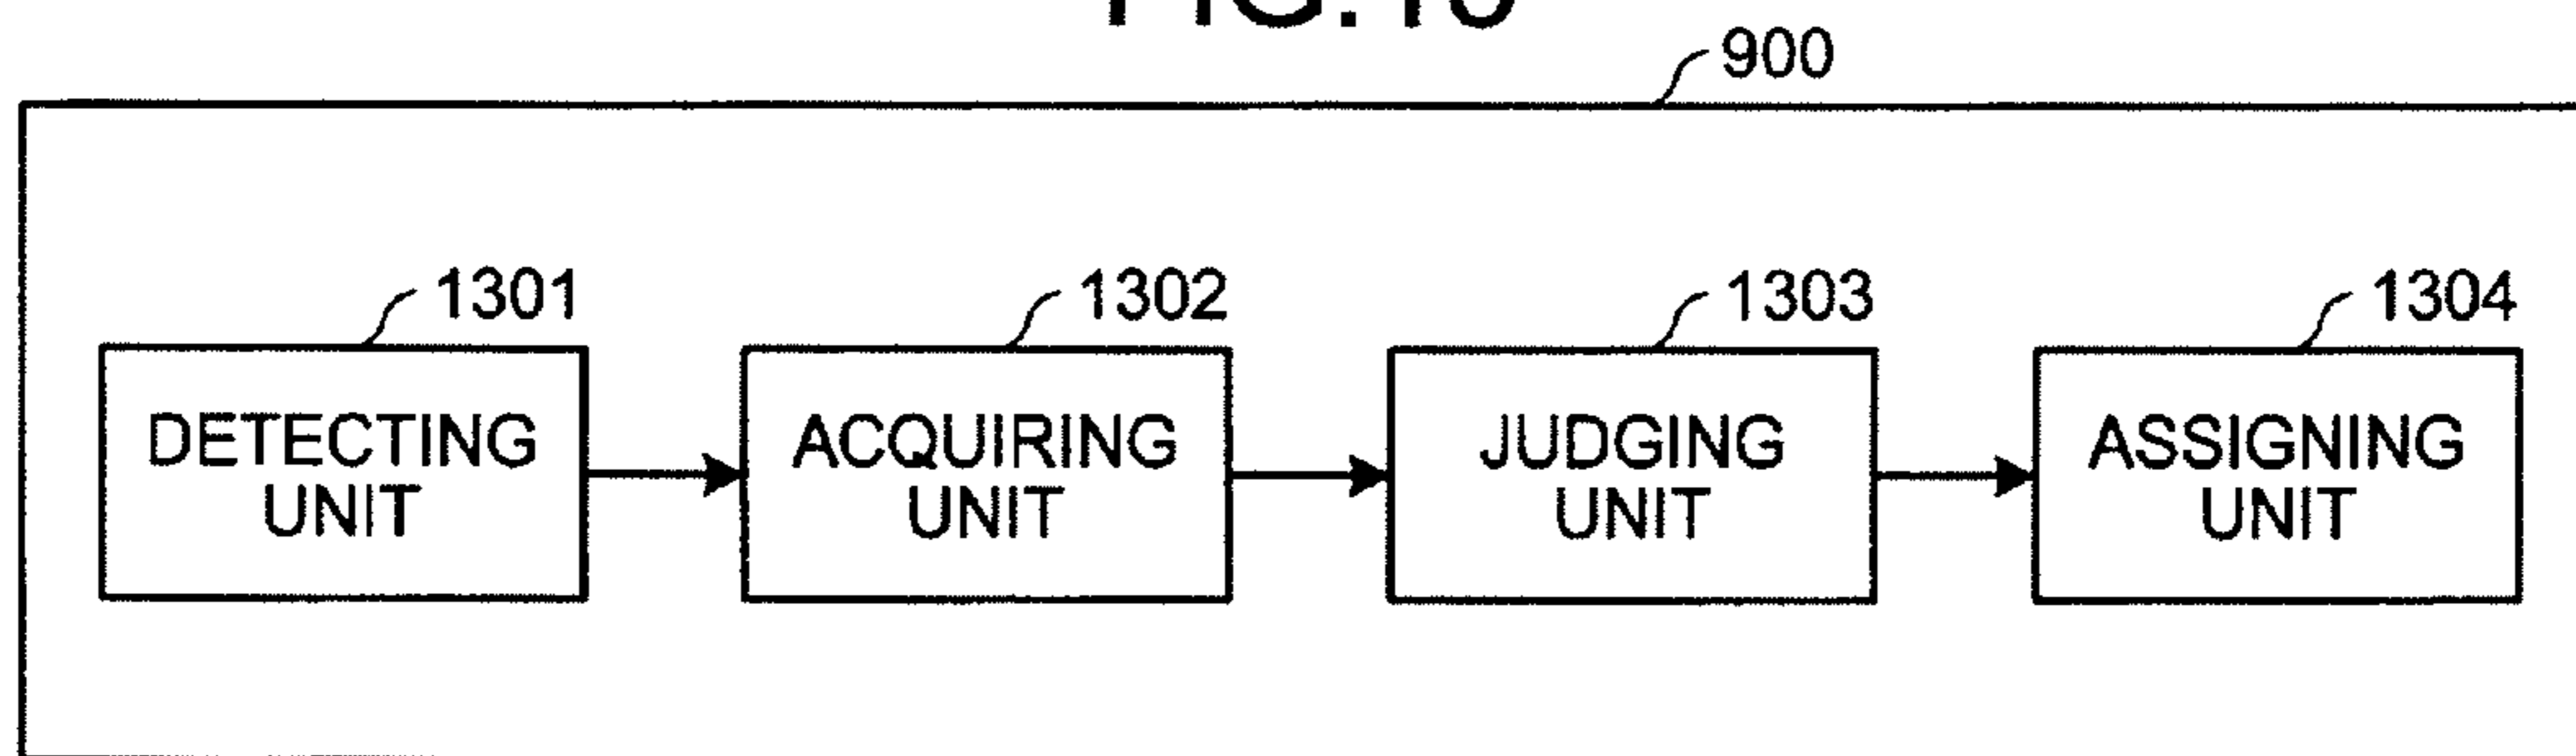 900
1301
1302
1303
1304
DETECTING
UNIT
ACQUIRING
UNIT
JUDGING
UNIT
ASSIGNING
UNIT